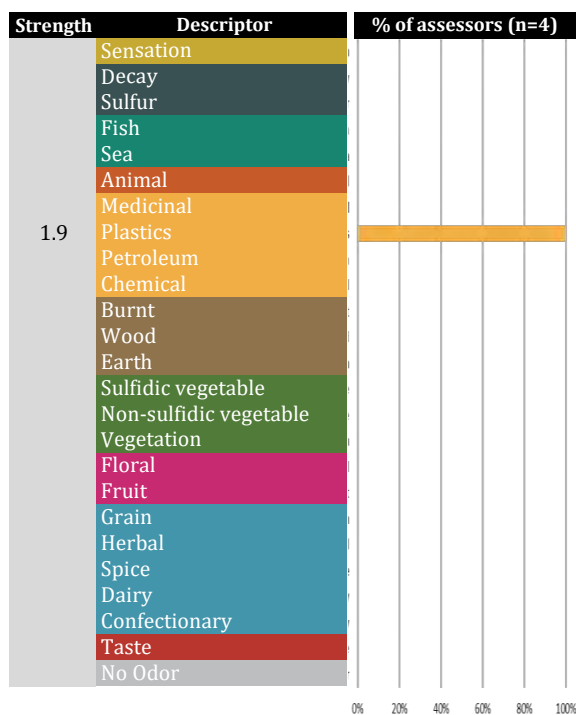 Strength Descriptor % of assessors (n=4)
Sensation
Decay
Sulfur
Fish
Sea
Animal
Medicinal
1.9 Plastics
Petroleum
Chemical
Burnt
Wood
Earth
Sulfidic vegetable
Non-sulfidic vegetable
Vegetation
Floral
Fruit
Grain
Herbal
Spice
Dairy
Confectionary
Taste
No Odor
0% 20% 40% 60% 80% 100%